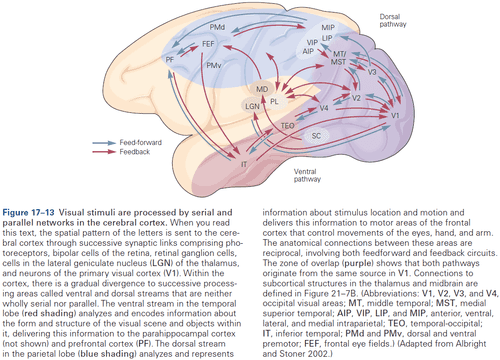 Dorsal
pathway
PMd
MIP
LIP
VIP
AIP
FEF
MT/
MST
V3
PF
PMv
MD
PL
V2
LGN
V4
V1
TEO
SC
IT
Feed-forward
Feedback
Ventral
pathway
Figure 17–13 Visual stimuli are processed by serial and
parallel networks in the cerebral cortex. When you read
this text, the spatial pattern of the letters is sent to the cere-
bral cortex through successive synaptic links comprising pho-
toreceptors, bipolar cells of the retina, retinal ganglion cells,
cells in the lateral geniculate nucleus (LGN) of the thalamus,
and neurons of the primary visual cortex (V1). Within the
cortex, there is a gradual divergence to successive process-
ing areas called ventral and dorsal streams that are neither
wholly serial nor parallel. The ventral stream in the temporal
lobe (red shading) analyzes and encodes information about
the form and structure of the visual scene and objects within
it, delivering this information to the parahippocampal cortex
(not shown) and prefrontal cortex (PF). The dorsal stream
in the parietal lobe (blue shading) analyzes and represents
information about stimulus location and motion and
delivers this information to motor areas of the frontal
cortex that control movements of the eyes, hand, and arm.
The anatomical connections between these areas are
reciprocal, involving both feedforward and feedback circuits.
The zone of overlap (purple) shows that both pathways
originate from the same source in V1. Connections to
subcortical structures in the thalamus and midbrain are
defined in Figure 21–7B. (Abbreviations: V1, V2, V3, and V4,
occipital visual areas; MT, middle temporal; MST, medial
superior temporal; AIP, VIP, LIP, and MIP, anterior, ventral,
lateral, and medial intraparietal; TEO, temporal-occipital;
IT, inferior temporal; PMd and PMv, dorsal and ventral
premotor; FEF, frontal eye fields.) (Adapted from Albright
and Stoner 2002.)